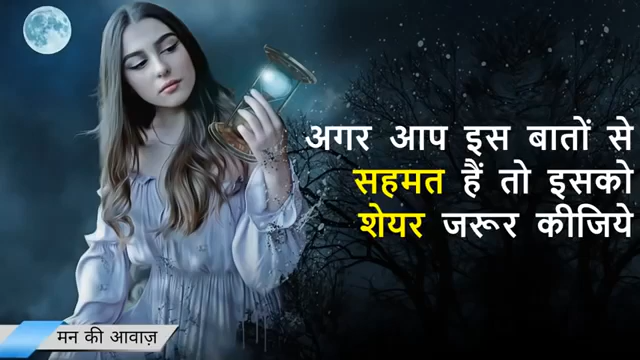 अगर आप इस बातों से
सहमत हैं तो इसको
शेयर जरूर कीजिये
मन की आवाज़